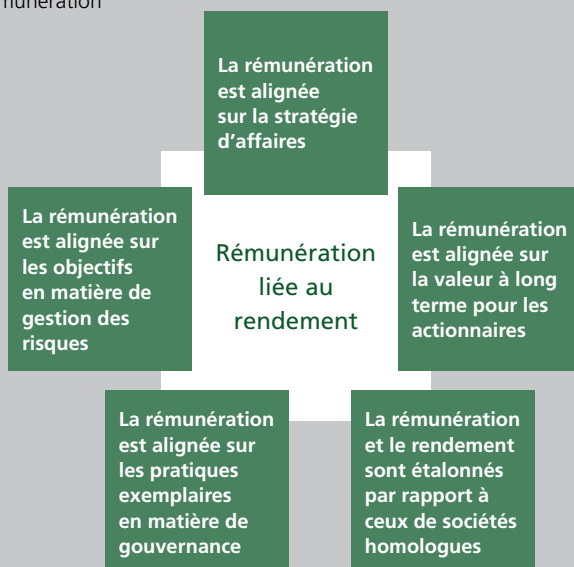 La rémunération
est alignée
sur la stratégie
d'affaires
La rémunération
est alignée sur
les objectifs
en matière de
gestion des
risques
Rémunération
liée au
rendement
La rémunération
est alignée sur
la valeur à long
terme pour les
actionnaires
La rémunération
est alignée sur
les pratiques
exemplaires
en matière de
gouvernance
La rémunération
et le rendement
sont étalonnés
par rapport à
ceux de sociétés
homologues